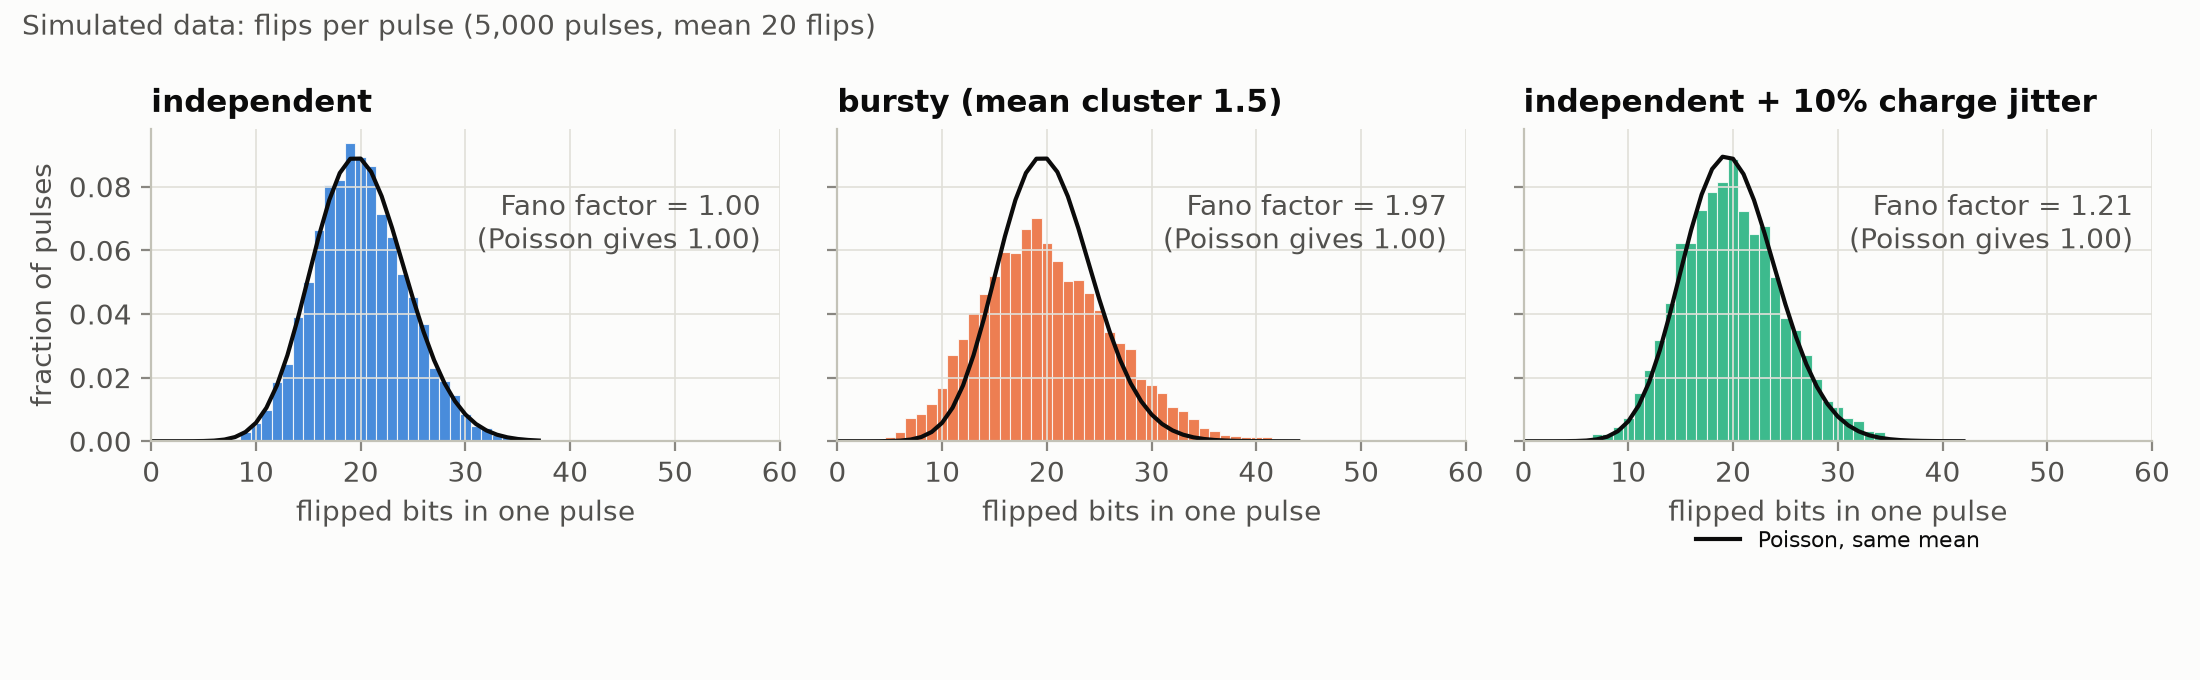 Simulated data: flips per pulse (5,000 pulses, mean 20 flips)
independent
fraction of pulses
0.08
0.06
0.04
0.02
0.00
Fano factor = 1.00
(Poisson gives 1.00)
0 10 20 30 40 50 60
flipped bits in one pulse
bursty (mean cluster 1.5)
Fano factor = 1.97
(Poisson gives 1.00)
0 10 20 30 40 50 60
flipped bits in one pulse
independent + 10% charge jitter
Fano factor = 1.21
(Poisson gives 1.00)
0 10 20 30 40 50 60
flipped bits in one pulse
Poisson, same mean